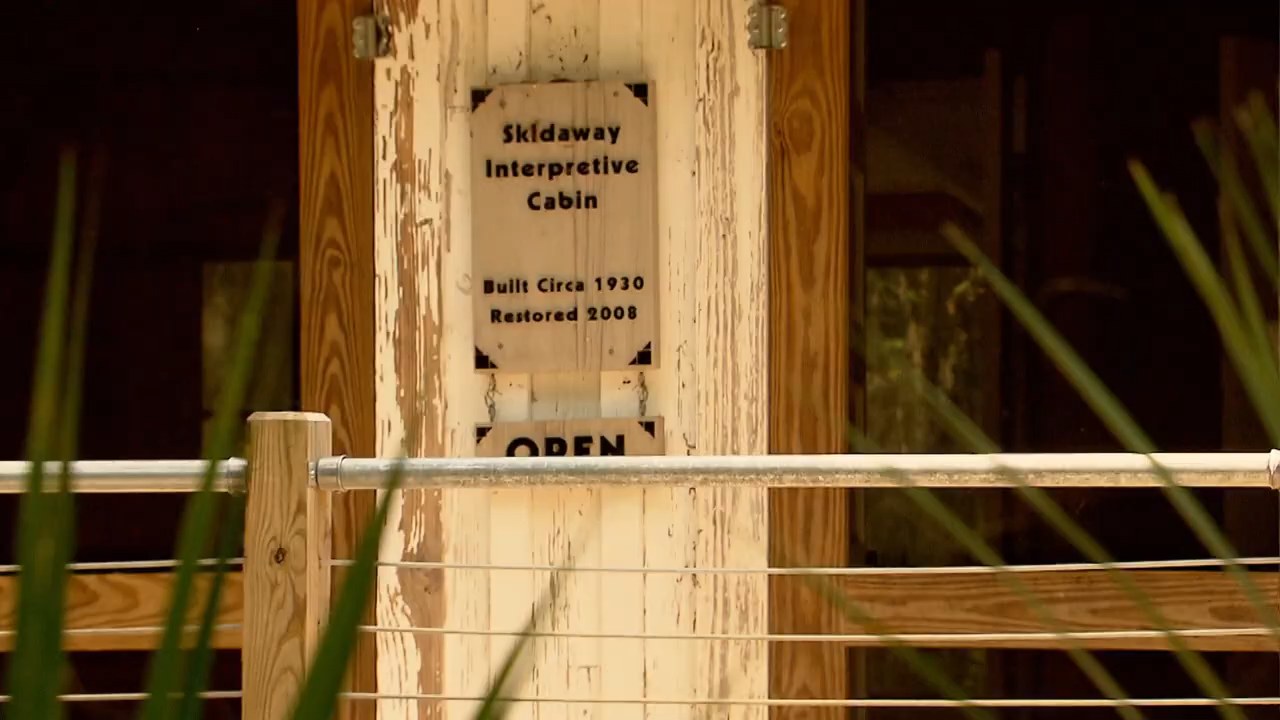 Skidaway
Interpretive
Cabin
Built Circa 1930
Restored 2008
OPEN